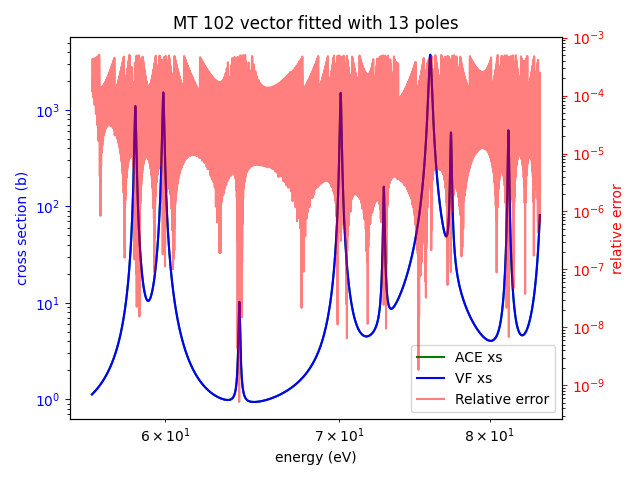 MT 102 vector fitted with 13 poles
10³
10²
10¹
10⁰
cross section (b)
10⁻³
10⁻⁴
10⁻⁵
10⁻⁶
10⁻⁷
10⁻⁸
10⁻⁹
relative error
ACE xs
VF xs
Relative error
6 × 10¹ 7 × 10¹ 8 × 10¹
energy (eV)